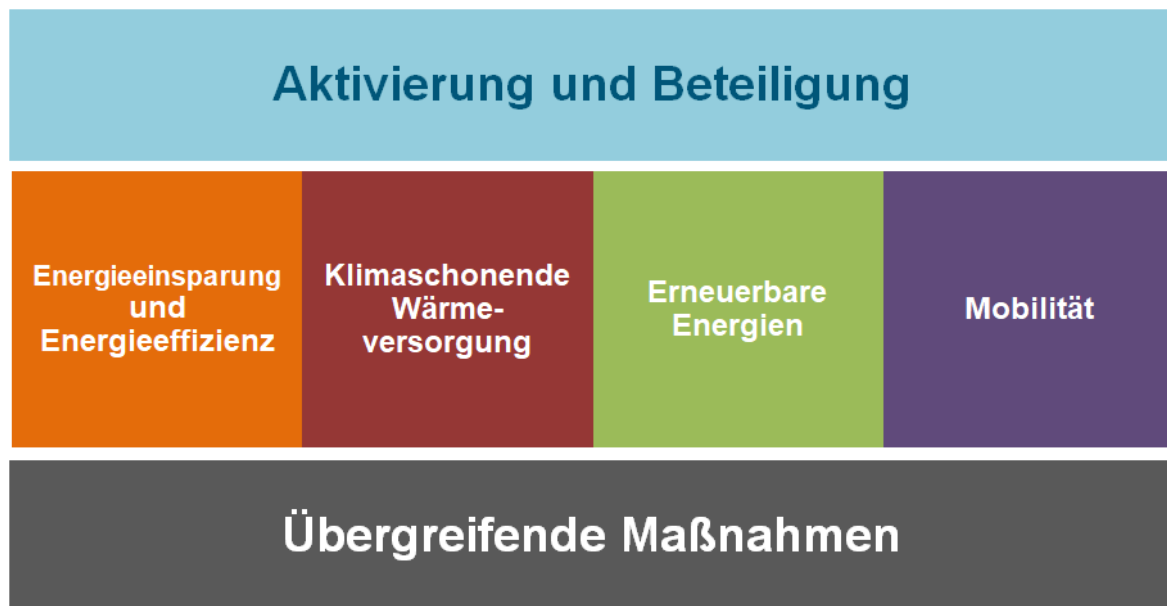 Aktivierung und Beteiligung
Energieeinsparung
und
Energieeffizienz
Klimaschonende
Wärme-
versorgung
Erneuerbare
Energien
Mobilität
Übergreifende Maßnahmen